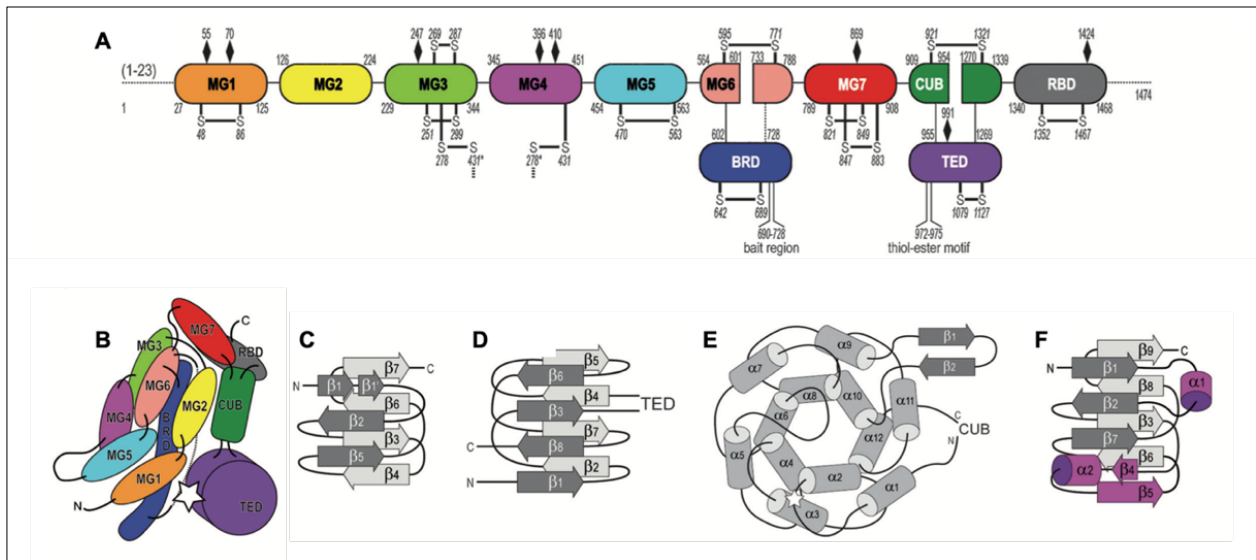 A
55 70 247 269 287 396 410 595 771 869 921 1321 1424
S S S S S S
(1-23) 126 224 345 451 564 601 733 788 909 954 1270 1339
MG1 MG2 MG3 MG4 MG5 MG6 MG7 CUB RBD
1 27 125 229 344 454 563 789 908 991 1340 1468 1474
S S S S S S S S S S
48 86 251 299 470 563 602 728 821 849 955 1269 1352 1467
S S S S S S
278 431* 278* 431 BRD 847 883 TED
S S S S
642 689 1079 1127
690-728 972-975
bait region thiol-ester motif
B
MG7 C
MG3 RBD
MG6 MG2 CUB
MG4 BRD
MG5
MG1
N TED
C
β7 C
N β1 β1'
β6
β2
β3
β5
β4
D
β5
β6
β4
β3 TED
β7
C β8
β2
N β1
E
α9 β1
β2
α7
α8 α10 α11
α6
C
N CUB
α5 α12
α4
α2 α1
α3
F
β9 C
N β1
α1
β8
β2
β3
β7
β6
α2 β4
β5